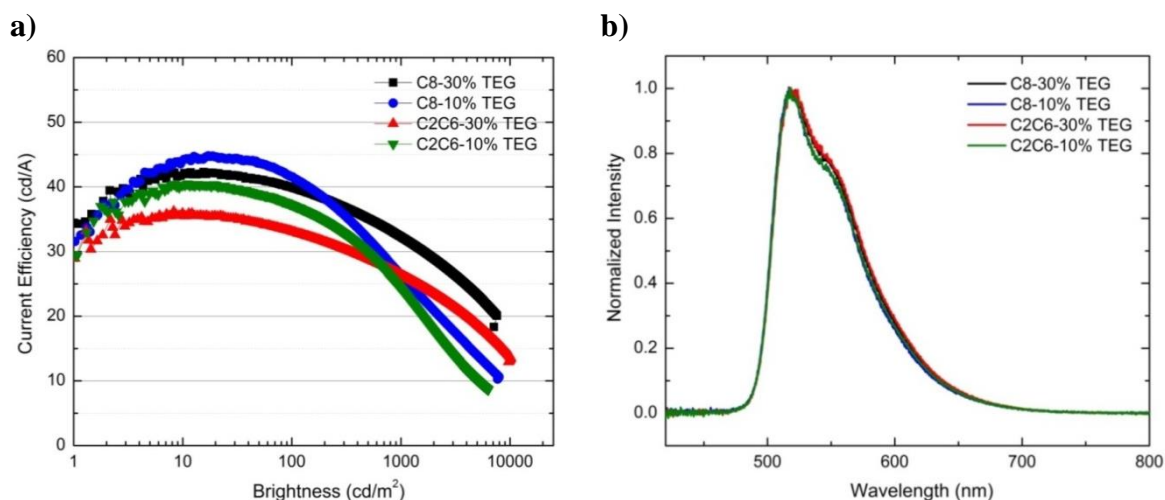 a)
60
50
40
30
20
10
0
Current Efficiency (cd/A)
C8-30% TEG
C8-10% TEG
C2C6-30% TEG
C2C6-10% TEG
1 10 100 1000 10000
Brightness (cd/m²)
b)
1.0
0.8
0.6
0.4
0.2
0.0
Normalized Intensity
C8-30% TEG
C8-10% TEG
C2C6-30% TEG
C2C6-10% TEG
500 600 700 800
Wavelength (nm)